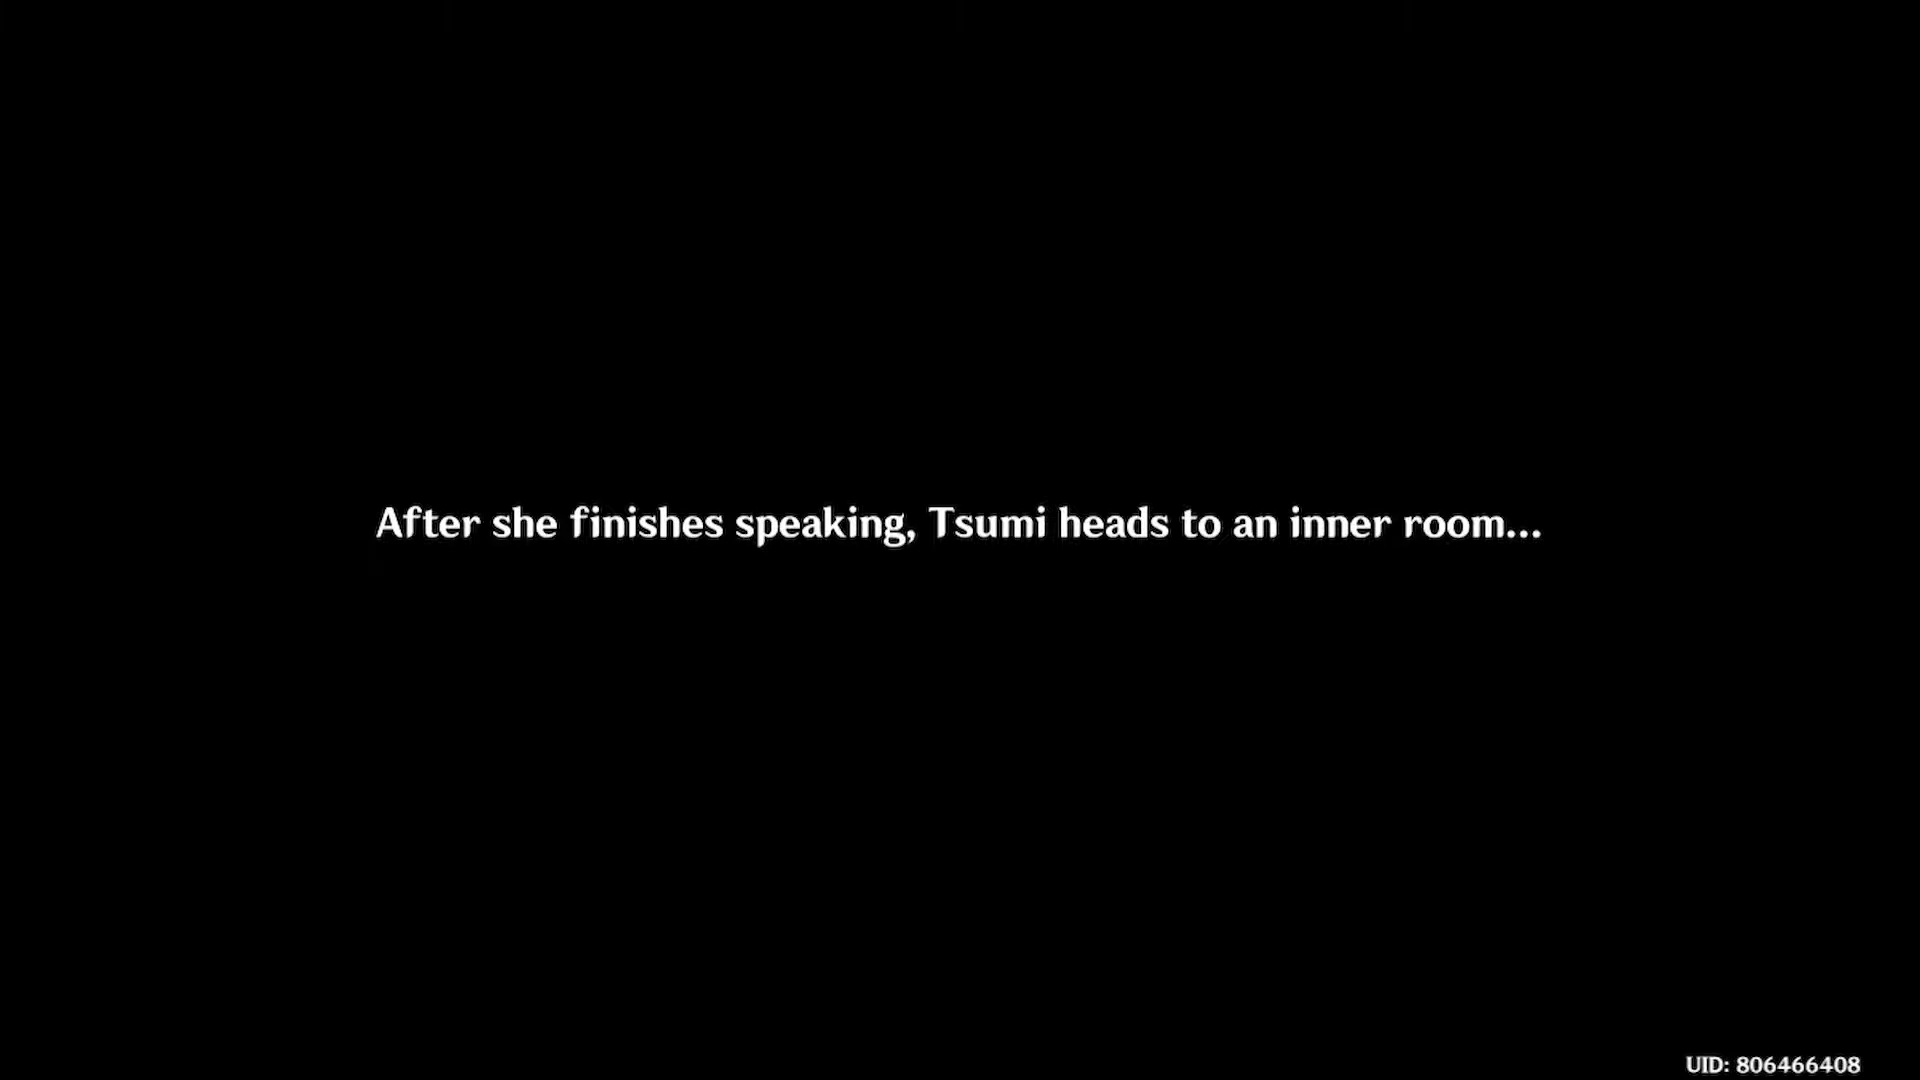 After she finishes speaking, Tsumi heads to an inner room...
UID: 806466408